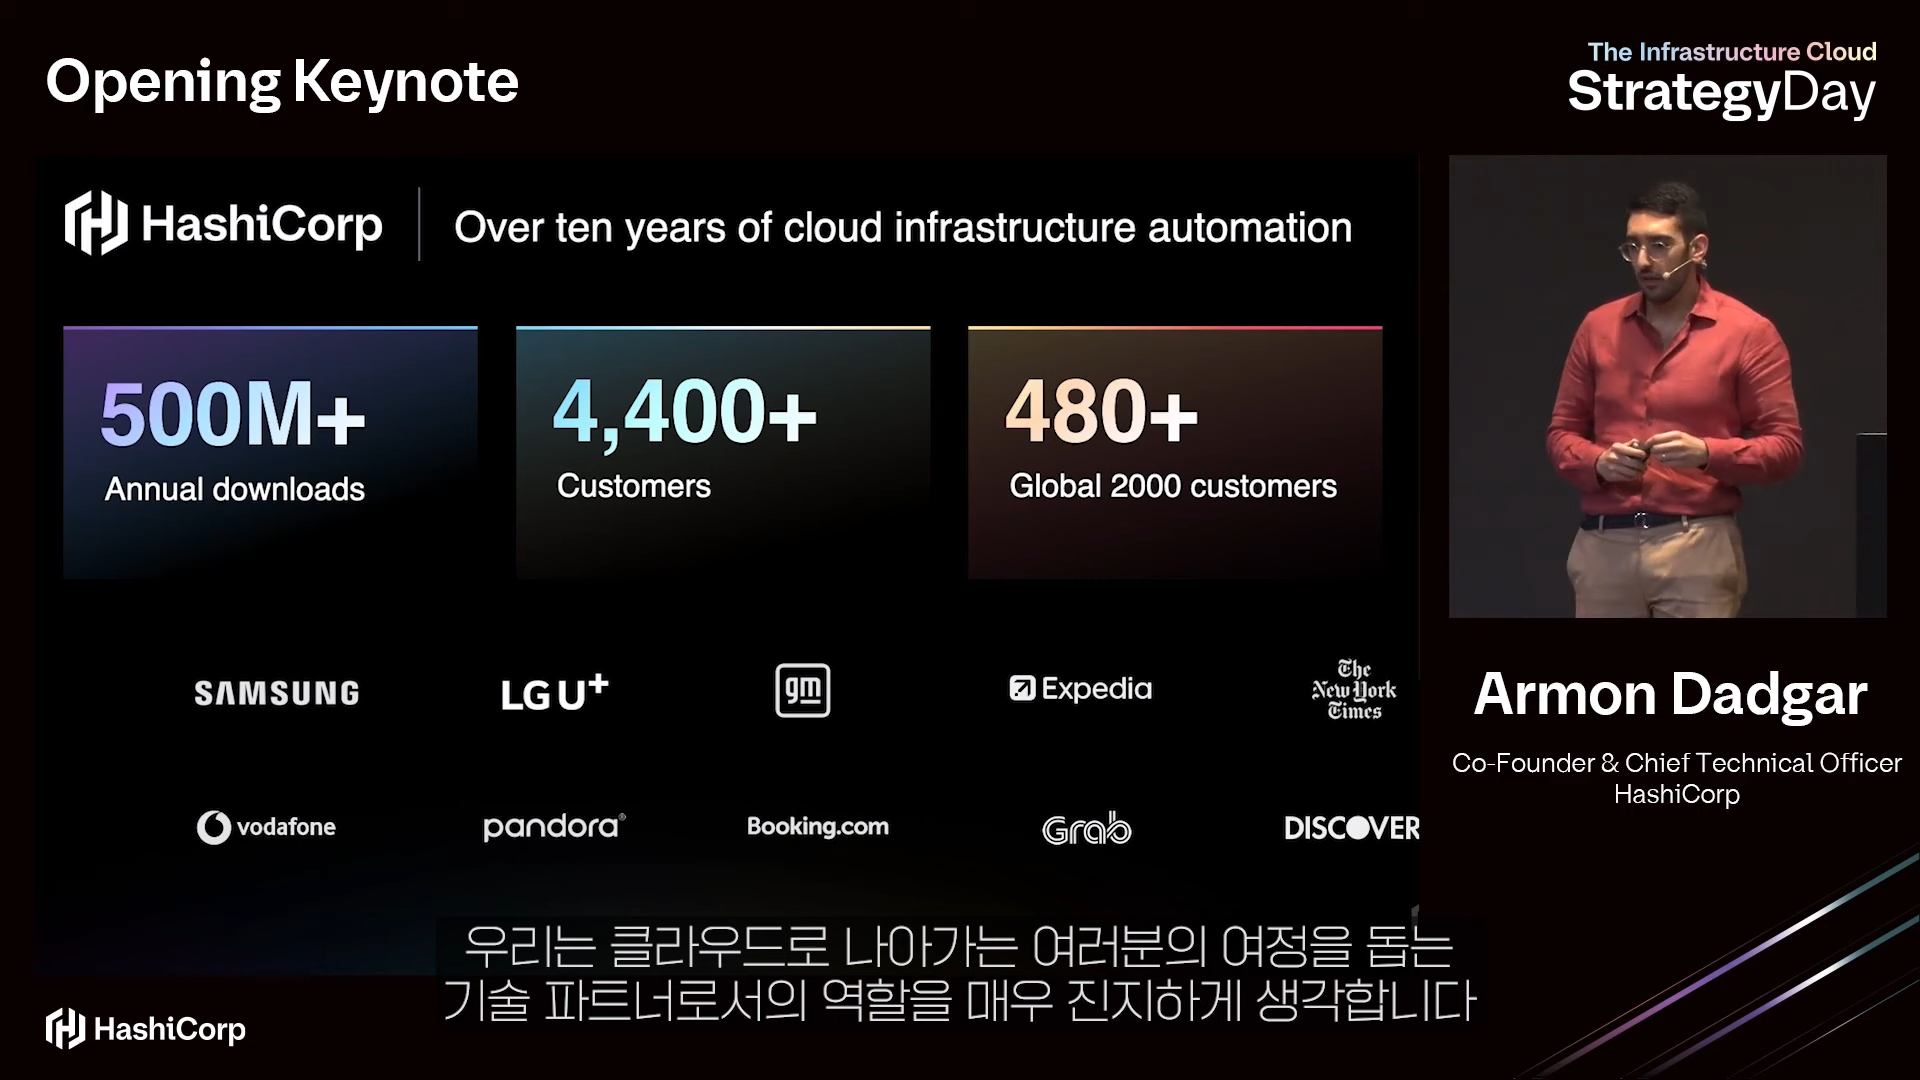 Opening Keynote
The Infrastructure Cloud
StrategyDay
HashiCorp
Over ten years of cloud infrastructure automation
500M+
Annual downloads
4,400+
Customers
480+
Global 2000 customers
SAMSUNG
LG U+
gm
Expedia
The
New York
Times
vodafone
pandora®
Booking.com
Grab
DISCOVER
Armon Dadgar
Co-Founder & Chief Technical Officer
HashiCorp
우리는 클라우드로 나아가는 여러분의 여정을 돕는
기술 파트너로서의 역할을 매우 진지하게 생각합니다
HashiCorp